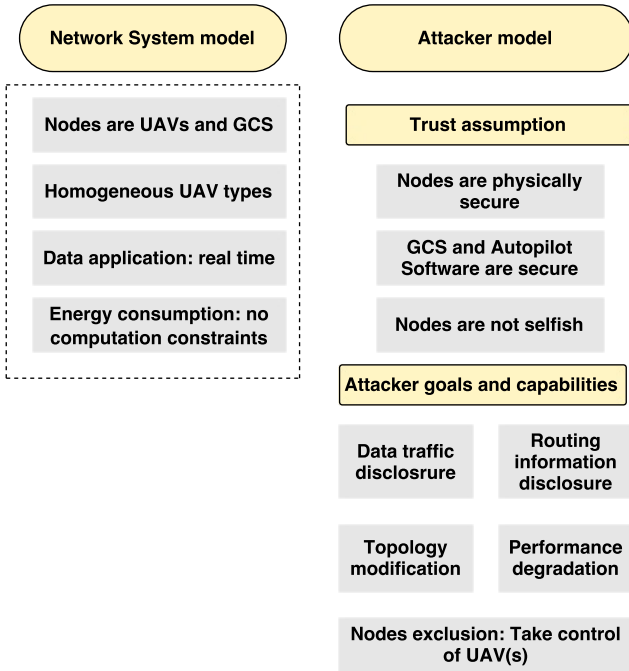 Network System model
Nodes are UAVs and GCS
Homogeneous UAV types
Data application: real time
Energy consumption: no
computation constraints
Attacker model
Trust assumption
Nodes are physically
secure
GCS and Autopilot
Software are secure
Nodes are not selfish
Attacker goals and capabilities
Data traffic
disclosrure
Routing
information
disclosure
Topology
modification
Performance
degradation
Nodes exclusion: Take control
of UAV(s)